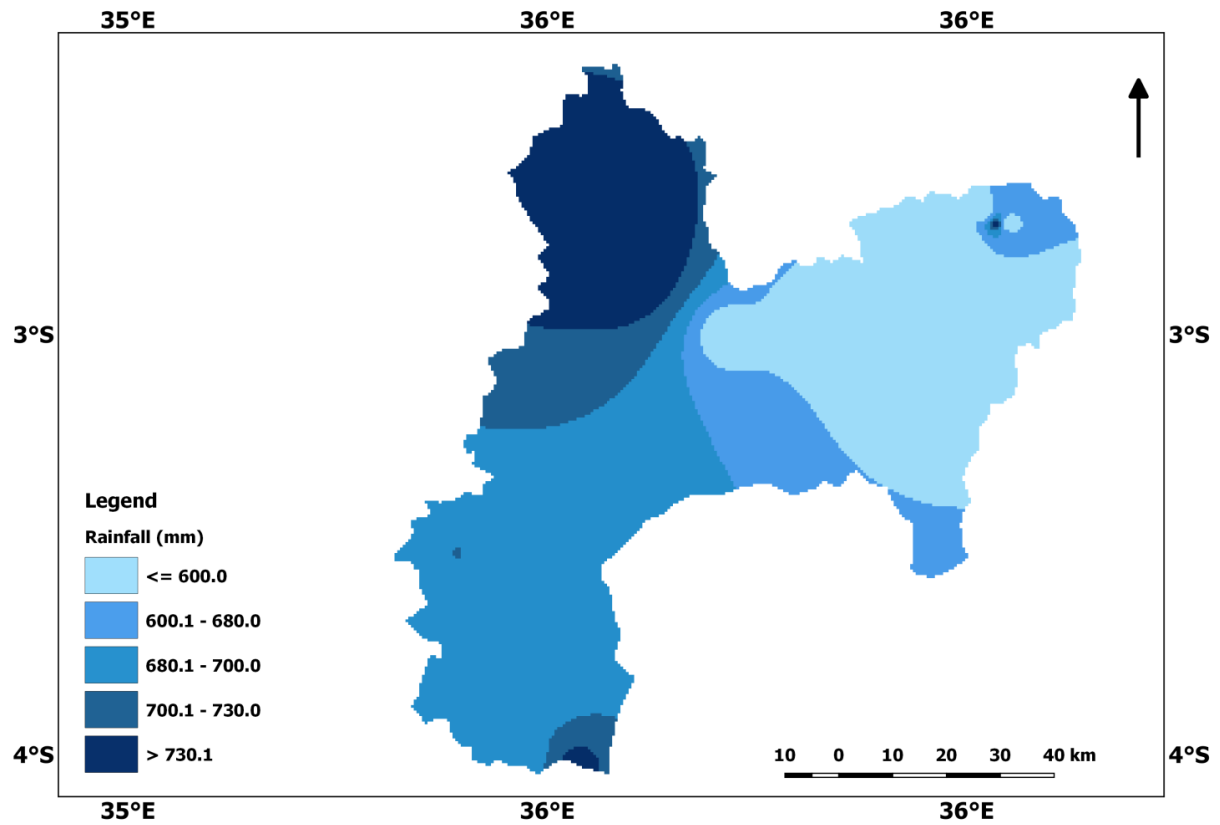 35°E 36°E 36°E
3°S 3°S
Legend
Rainfall (mm)
<= 600.0
600.1 - 680.0
680.1 - 700.0
700.1 - 730.0
> 730.1
10 0 10 20 30 40 km
4°S 4°S
35°E 36°E 36°E